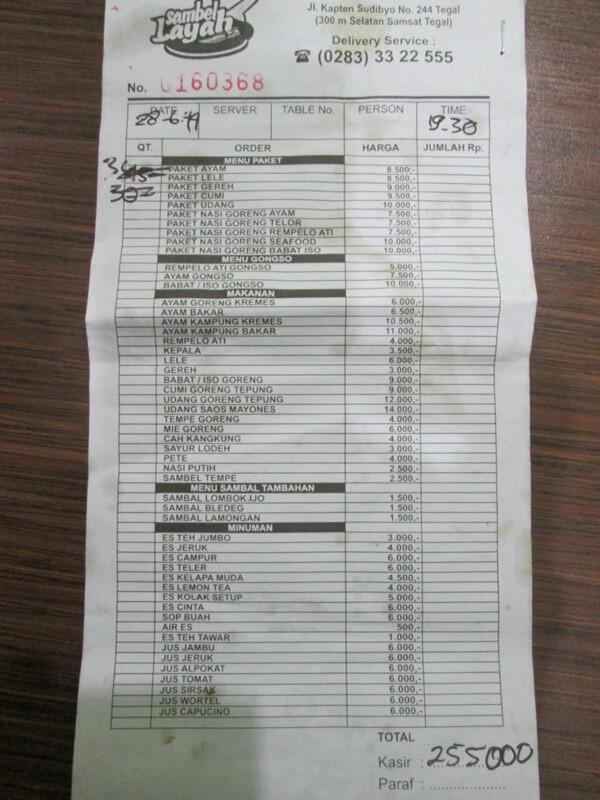 Sambel
Layah
Jl. Kapten Sudibyo No. 244 Tegal
(300 m Selatan Samsat Tegal)
Delivery Service :
☎ (0283) 33 22 555
No. 0160368
DATE SERVER TABLE No. PERSON TIME
28-6-14 19-30
QT. ORDER HARGA JUMLAH Rp.
MENU PAKET
PAKET AYAM 8.500,-
PAKET LELE 8.500,-
PAKET GEREH 9.000,-
30 PAKET CUMI 9.500,-
PAKET UDANG 10.000,-
PAKET NASI GORENG AYAM 7.500,-
PAKET NASI GORENG TELOR 7.500,-
PAKET NASI GORENG REMPELO ATI 7.500,-
PAKET NASI GORENG SEAFOOD 10.000,-
PAKET NASI GORENG BABAT ISO 10.000,-
MENU GONGSO
REMPELO ATI GONGSO 5.000,-
AYAM GONGSO 7.500,-
BABAT / ISO GONGSO 10.000,-
MAKANAN
AYAM GORENG KREMES 6.000,-
AYAM BAKAR 6.500,-
AYAM KAMPUNG KREMES 10.500,-
AYAM KAMPUNG BAKAR 11.000,-
REMPELO ATI 4.000,-
KEPALA 3.500,-
LELE 6.000,-
GEREH 3.000,-
BABAT / ISO GORENG 9.000,-
CUMI GORENG TEPUNG 9.000,-
UDANG GORENG TEPUNG 12.000,-
UDANG SAOS MAYONES 14.000,-
TEMPE GORENG 4.000,-
MIE GORENG 6.000,-
CAH KANGKUNG 4.000,-
SAYUR LODEH 3.000,-
PETE 4.000,-
NASI PUTIH 2.500,-
SAMBEL TEMPE 2.500,-
MENU SAMBAL TAMBAHAN
SAMBAL LOMBOK IJO 1.500,-
SAMBAL BLEDEG 1.500,-
SAMBAL LAMONGAN 1.500,-
MINUMAN
ES TEH JUMBO 3.000,-
ES JERUK 4.000,-
ES CAMPUR 6.000,-
ES TELER 6.000,-
ES KELAPA MUDA 4.500,-
ES LEMON TEA 4.000,-
ES KOLAK SETUP 5.000,-
ES CINTA 6.000,-
SOP BUAH 6.000,-
AIR ES 500,-
ES TEH TAWAR 1.000,-
JUS JAMBU 6.000,-
JUS JERUK 6.000,-
JUS ALPOKAT 6.000,-
JUS TOMAT 6.000,-
JUS SIRSAK 6.000,-
JUS WORTEL 6.000,-
JUS CAPUCINO 6.000,-
TOTAL
Kasir : 255000
Paraf : ....................